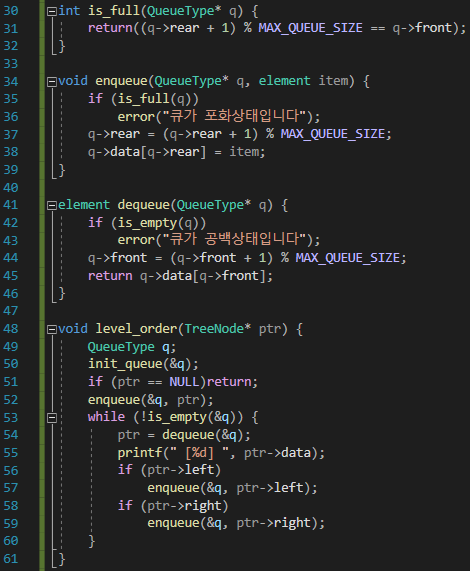 30 int is_full(QueueType* q) {
31 return((q->rear + 1) % MAX_QUEUE_SIZE == q->front);
32 }
33
34 void enqueue(QueueType* q, element item) {
35 if (is_full(q))
36 error("큐가 포화상태입니다");
37 q->rear = (q->rear + 1) % MAX_QUEUE_SIZE;
38 q->data[q->rear] = item;
39 }
40
41 element dequeue(QueueType* q) {
42 if (is_empty(q))
43 error("큐가 공백상태입니다");
44 q->front = (q->front + 1) % MAX_QUEUE_SIZE;
45 return q->data[q->front];
46 }
47
48 void level_order(TreeNode* ptr) {
49 QueueType q;
50 init_queue(&q);
51 if (ptr == NULL)return;
52 enqueue(&q, ptr);
53 while (!is_empty(&q)) {
54 ptr = dequeue(&q);
55 printf(" [%d] ", ptr->data);
56 if (ptr->left)
57 enqueue(&q, ptr->left);
58 if (ptr->right)
59 enqueue(&q, ptr->right);
60 }
61 }